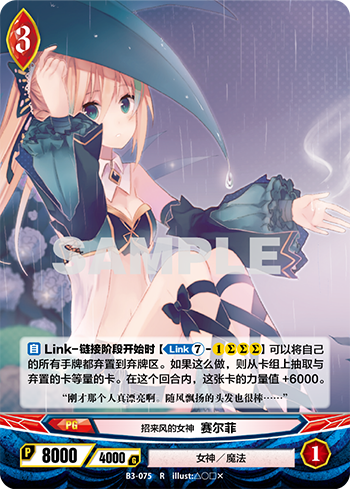 3
SAMPLE
自 Link-链接阶段开始时【Link 7-1ΣΣΣ】可以将自己
的所有手牌都弃置到弃牌区。如果这么做，则从卡组上抽取与
弃置的卡等量的卡。在这个回合内，这张卡的力量值 +6000。
“刚才那个人真漂亮啊。随风飘扬的头发也很棒……”
PG 招来风的女神 赛尔菲
P 8000 4000 G 女神／魔法 1
B3-075 R illust:△○□×